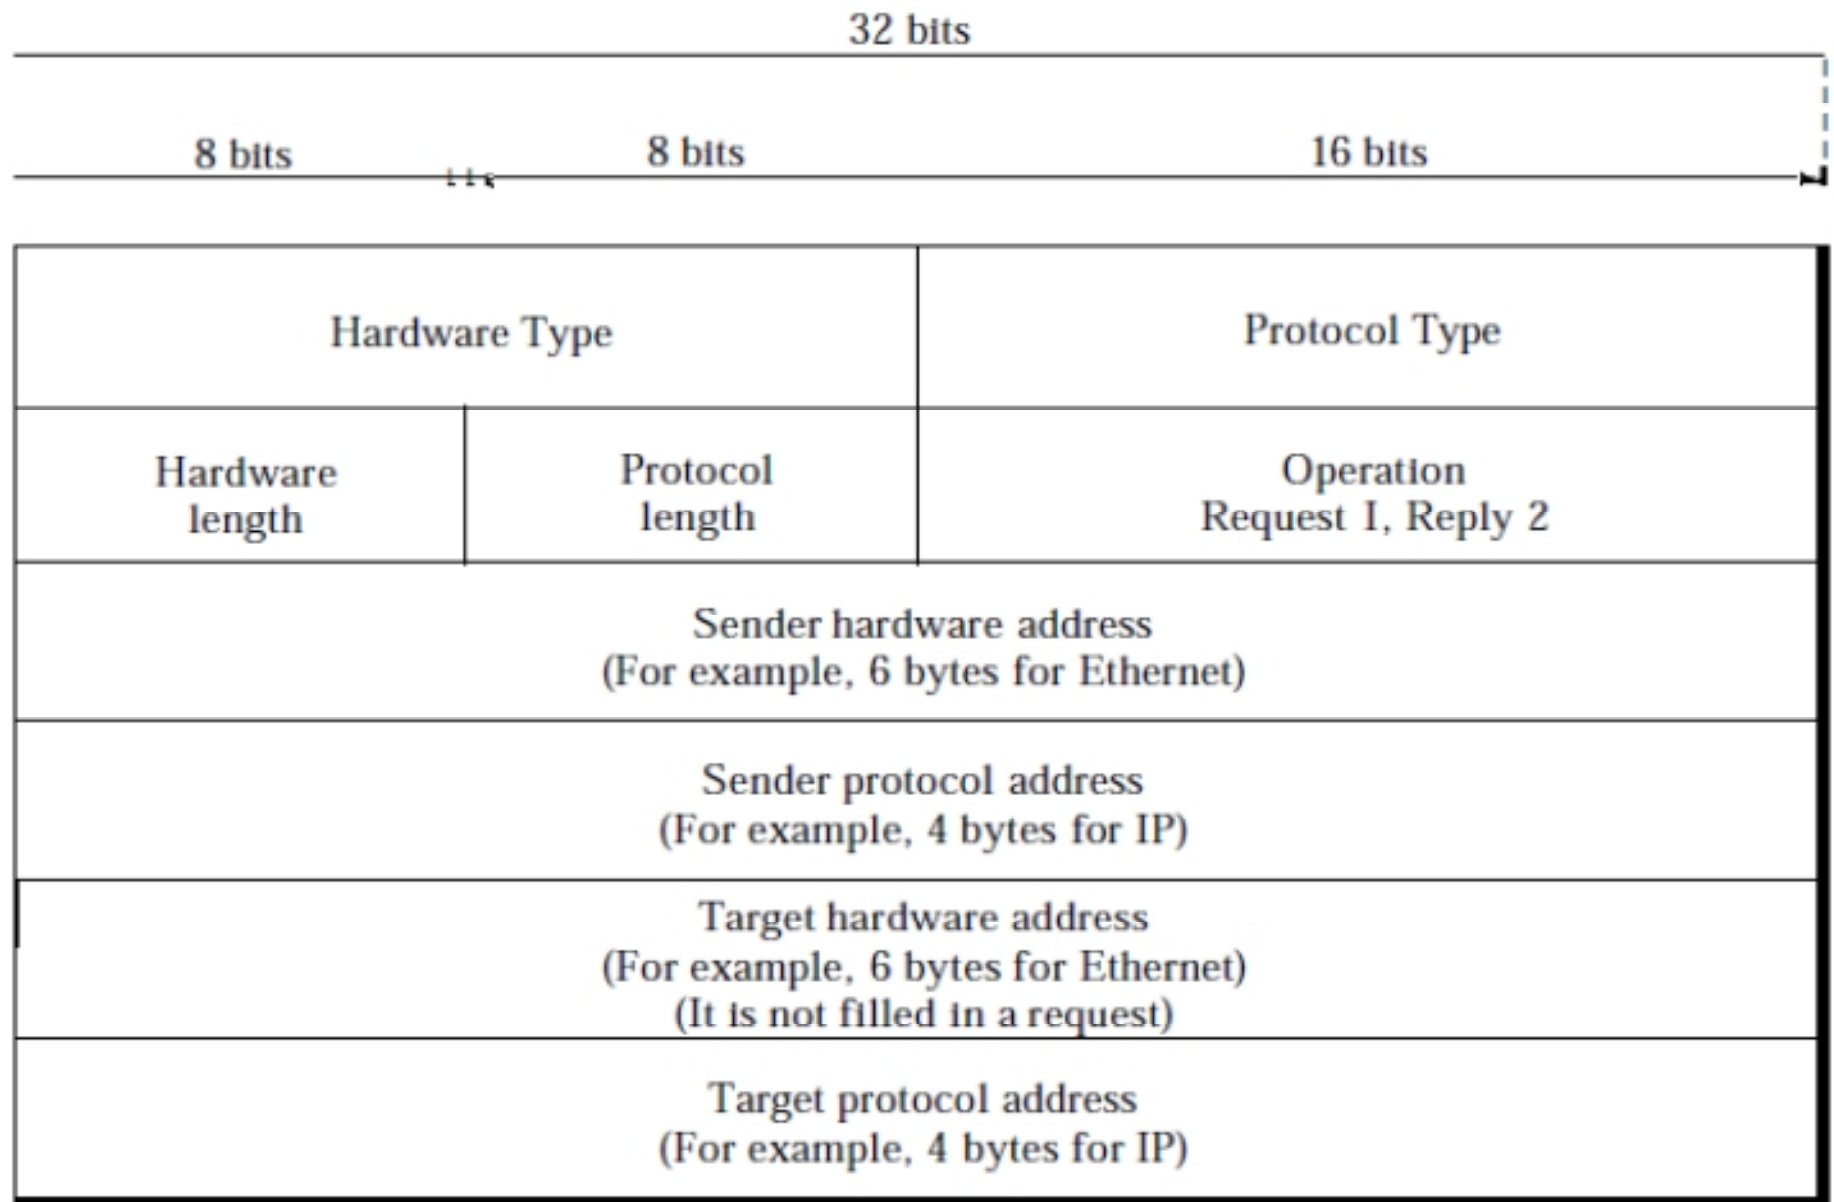 32 bits
8 bits
8 bits
16 bits
Hardware Type
Protocol Type
Hardware
length
Protocol
length
Operation
Request I, Reply 2
Sender hardware address
(For example, 6 bytes for Ethernet)
Sender protocol address
(For example, 4 bytes for IP)
Target hardware address
(For example, 6 bytes for Ethernet)
(It is not filled in a request)
Target protocol address
(For example, 4 bytes for IP)